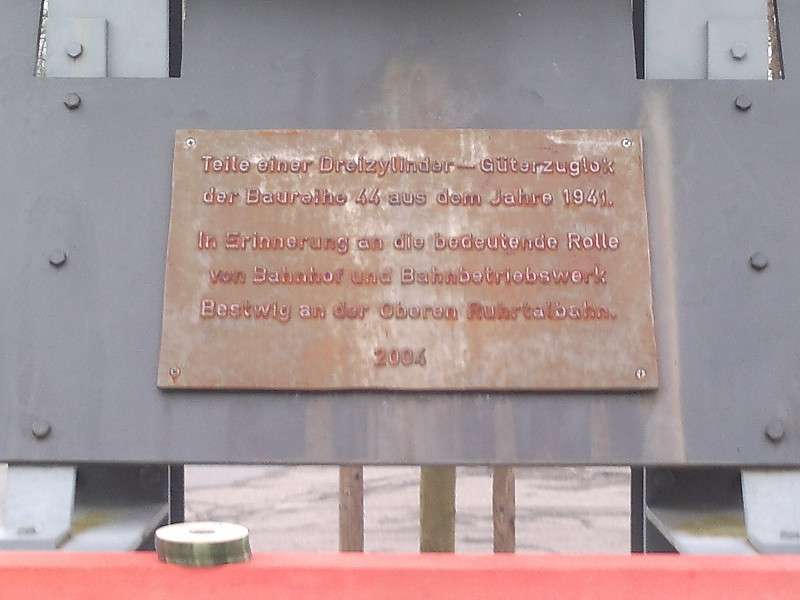 Teile einer Dreizylinder-Güterzuglok
der Baureihe 44 aus dem Jahre 1941.
In Erinnerung an die bedeutende Rolle
von Bahnhof und Bahnbetriebswerk
Bestwig an der Oberen Ruhrtalbahn.
2004